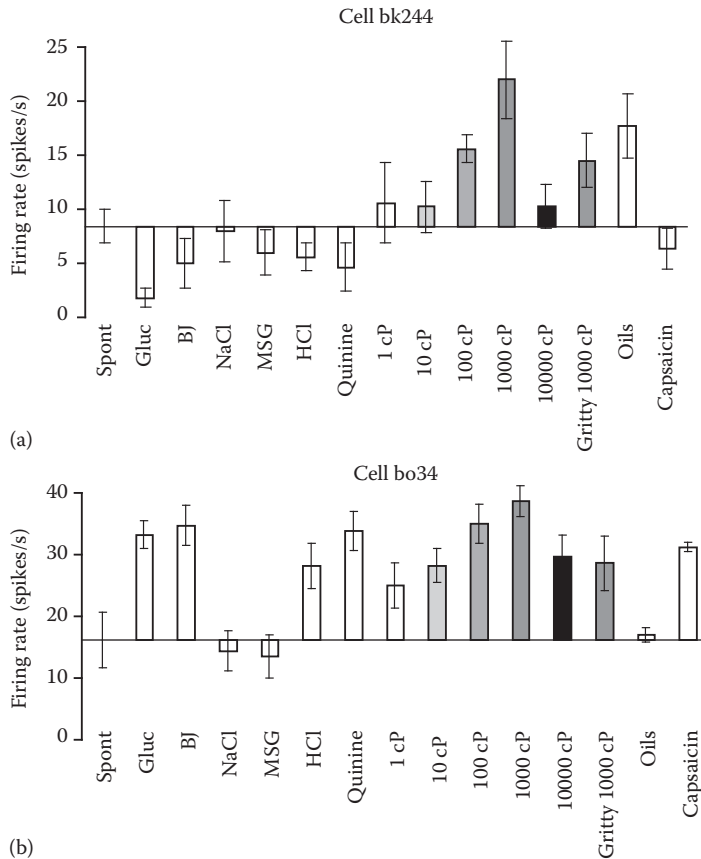 Cell bk244
Firing rate (spikes/s)
25
20
15
10
5
0
Spont
Gluc
BJ
NaCl
MSG
HCl
Quinine
1 cP
10 cP
100 cP
1000 cP
10000 cP
Gritty 1000 cP
Oils
Capsaicin
(a)
Cell bo34
Firing rate (spikes/s)
40
30
20
10
0
Spont
Gluc
BJ
NaCl
MSG
HCl
Quinine
1 cP
10 cP
100 cP
1000 cP
10000 cP
Gritty 1000 cP
Oils
Capsaicin
(b)